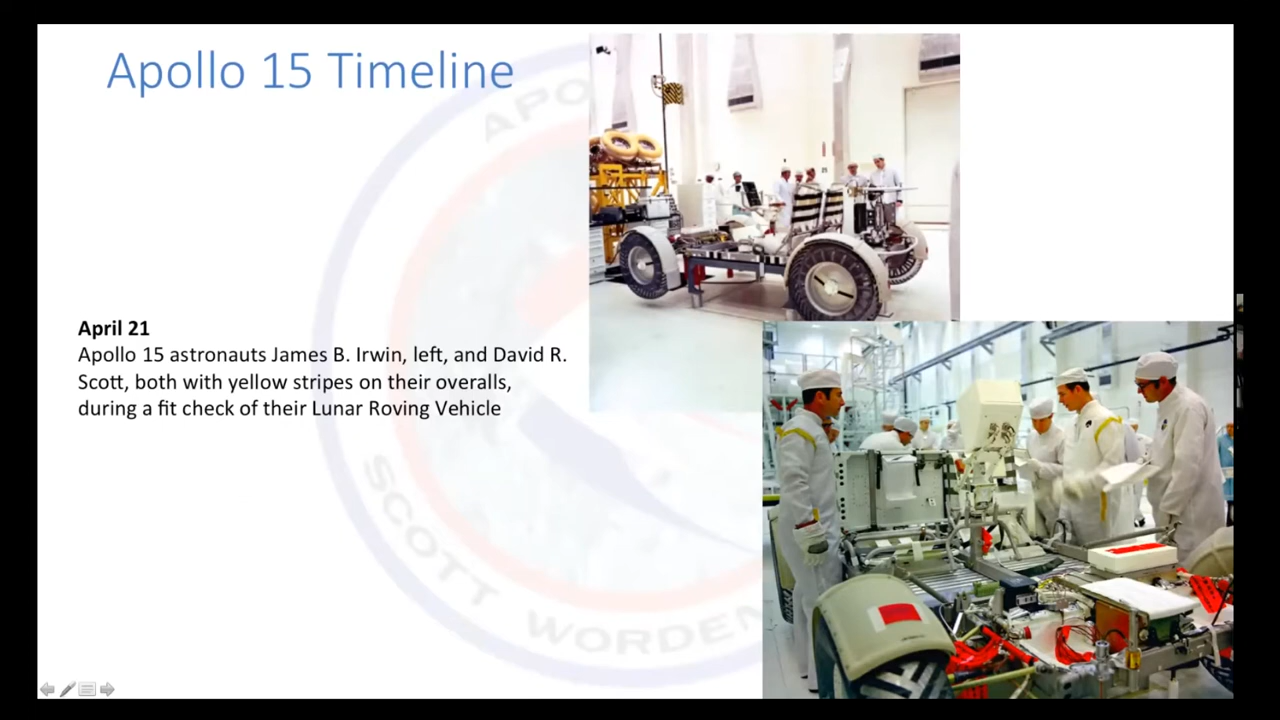 Apollo 15 Timeline
APO
April 21
Apollo 15 astronauts James B. Irwin, left, and David R.
Scott, both with yellow stripes on their overalls,
during a fit check of their Lunar Roving Vehicle
SCOTT WORDEN